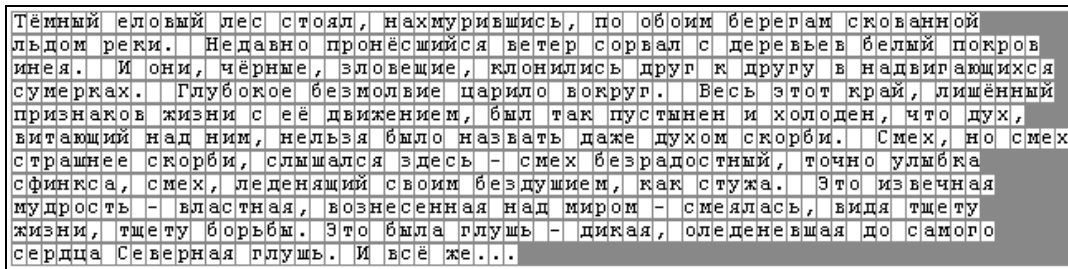 Тёмный еловый лес стоял, нахмурившись, по обоим берегам скованной
льдом реки.  Недавно пронёсшийся ветер сорвал с деревьев белый покров
инея.  И они, чёрные, зловещие, клонились друг к другу в надвигающихся
сумерках.  Глубокое безмолвие царило вокруг.  Весь этот край, лишённый
признаков жизни с её движением, был так пустынен и холоден, что дух,
витающий над ним, нельзя было назвать даже духом скорби.  Смех, но смех
страшнее скорби, слышался здесь - смех безрадостный, точно улыбка
сфинкса, смех, леденящий своим бездушием, как стужа.  Это извечная
мудрость - властная, вознесенная над миром - смеялась, видя тщету
жизни, тщету борьбы. Это была глушь - дикая, оледеневшая до самого
сердца Северная глушь. И всё же...